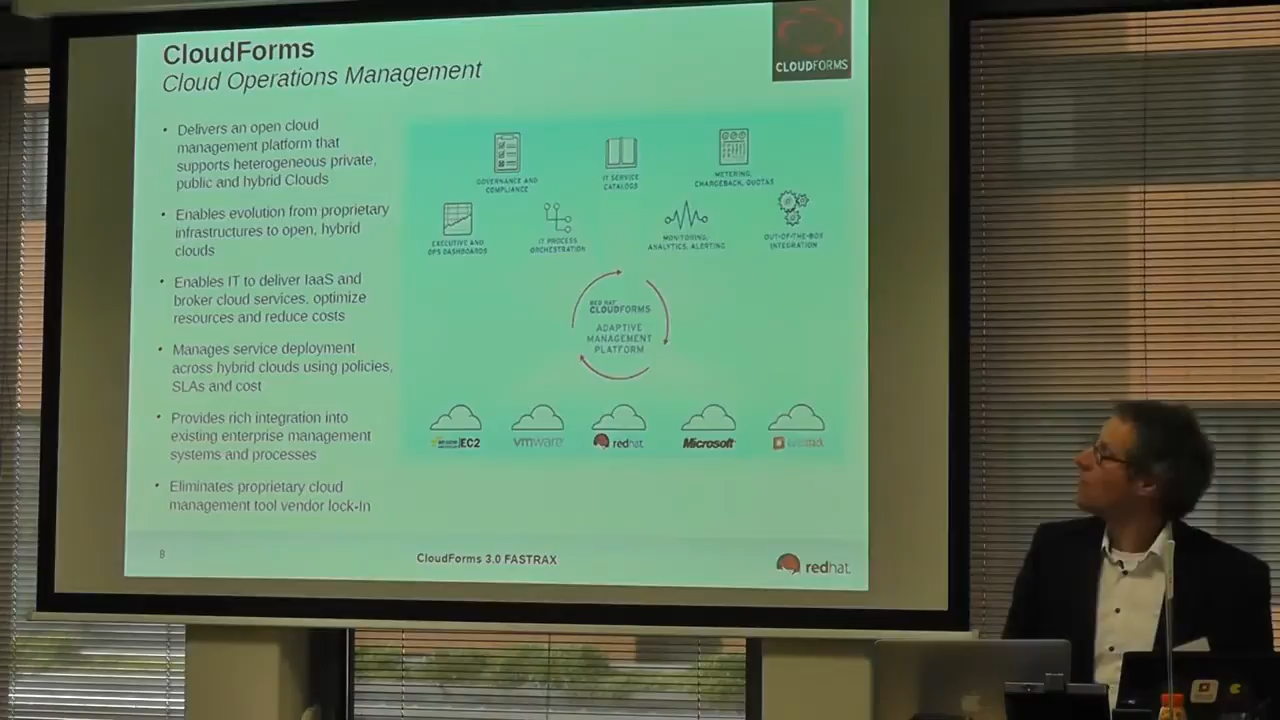 CloudForms
Cloud Operations Management
CLOUDFORMS
• Delivers an open cloud
management platform that
supports heterogeneous private,
public and hybrid Clouds
• Enables evolution from proprietary
infrastructures to open, hybrid
clouds
• Enables IT to deliver IaaS and
broker cloud services, optimize
resources and reduce costs
• Manages service deployment
across hybrid clouds using policies,
SLAs and cost
• Provides rich integration into
existing enterprise management
systems and processes
• Eliminates proprietary cloud
management tool vendor lock-In
GOVERNANCE AND
COMPLIANCE
IT SERVICE
CATALOGS
METERING,
CHARGEBACK, QUOTAS
EXECUTIVE AND
OPS DASHBOARDS
IT PROCESS
ORCHESTRATION
MONITORING,
ANALYTICS, ALERTING
OUT-OF-THE-BOX
INTEGRATION
RED HAT
CLOUDFORMS
ADAPTIVE
MANAGEMENT
PLATFORM
EC2
vmware
redhat
Microsoft
8
CloudForms 3.0 FASTRAX
redhat